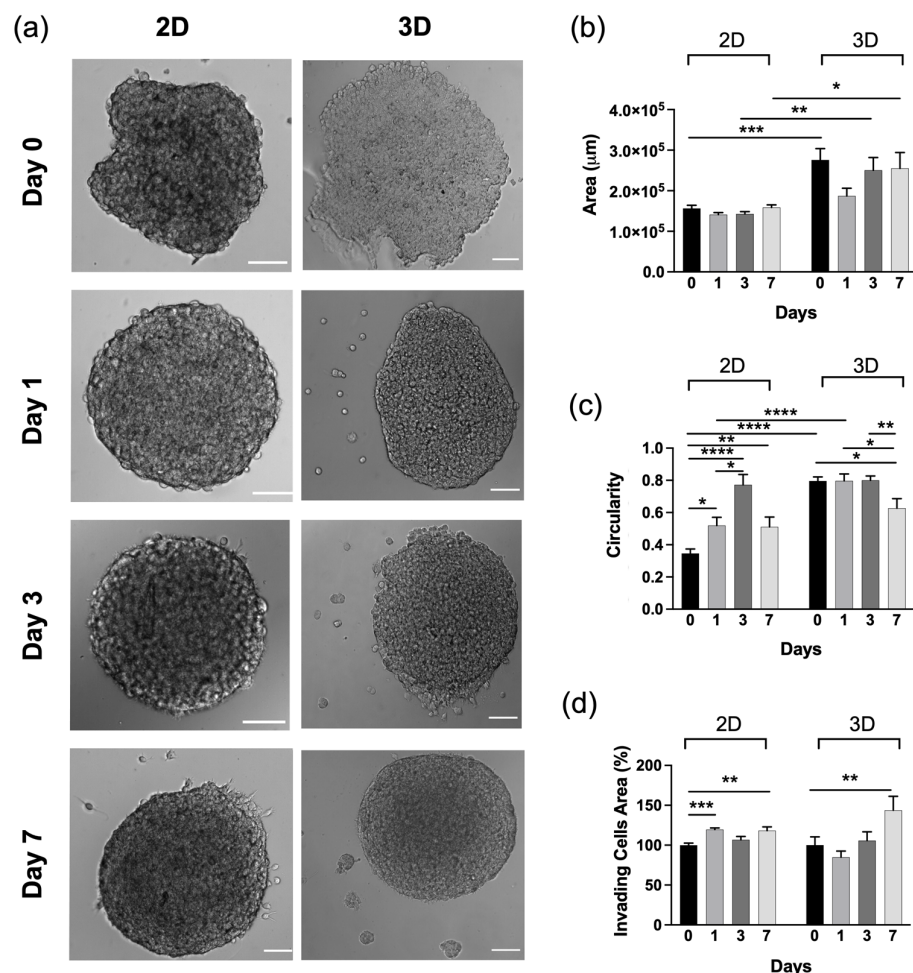 (a)
2D
3D
Day 0
Day 1
Day 3
Day 7
(b)
2D
3D
*
**
***
4.0×10⁵
3.0×10⁵
2.0×10⁵
1.0×10⁵
0.0
Area (μm)
0 1 3 7 0 1 3 7
Days
(c)
2D
3D
****
****
**
**
****
*
*
*
*
1.0
0.8
0.6
0.4
0.2
0.0
Circularity
0 1 3 7 0 1 3 7
Days
(d)
2D
3D
**
**
***
200
150
100
50
0
Invading Cells Area (%)
0 1 3 7 0 1 3 7
Days